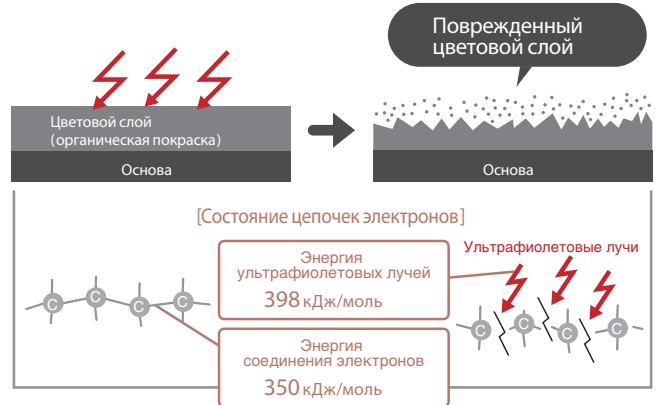 Поврежденный
цветовой слой
Цветовой слой
(органическая покраска)
Основа
Основа
[Состояние цепочек электронов]
Энергия
ультрафиолетовых лучей
398 кДж/моль
Ультрафиолетовые лучи
C
C
C
C
C
C
C
C
Энергия
соединения электронов
350 кДж/моль